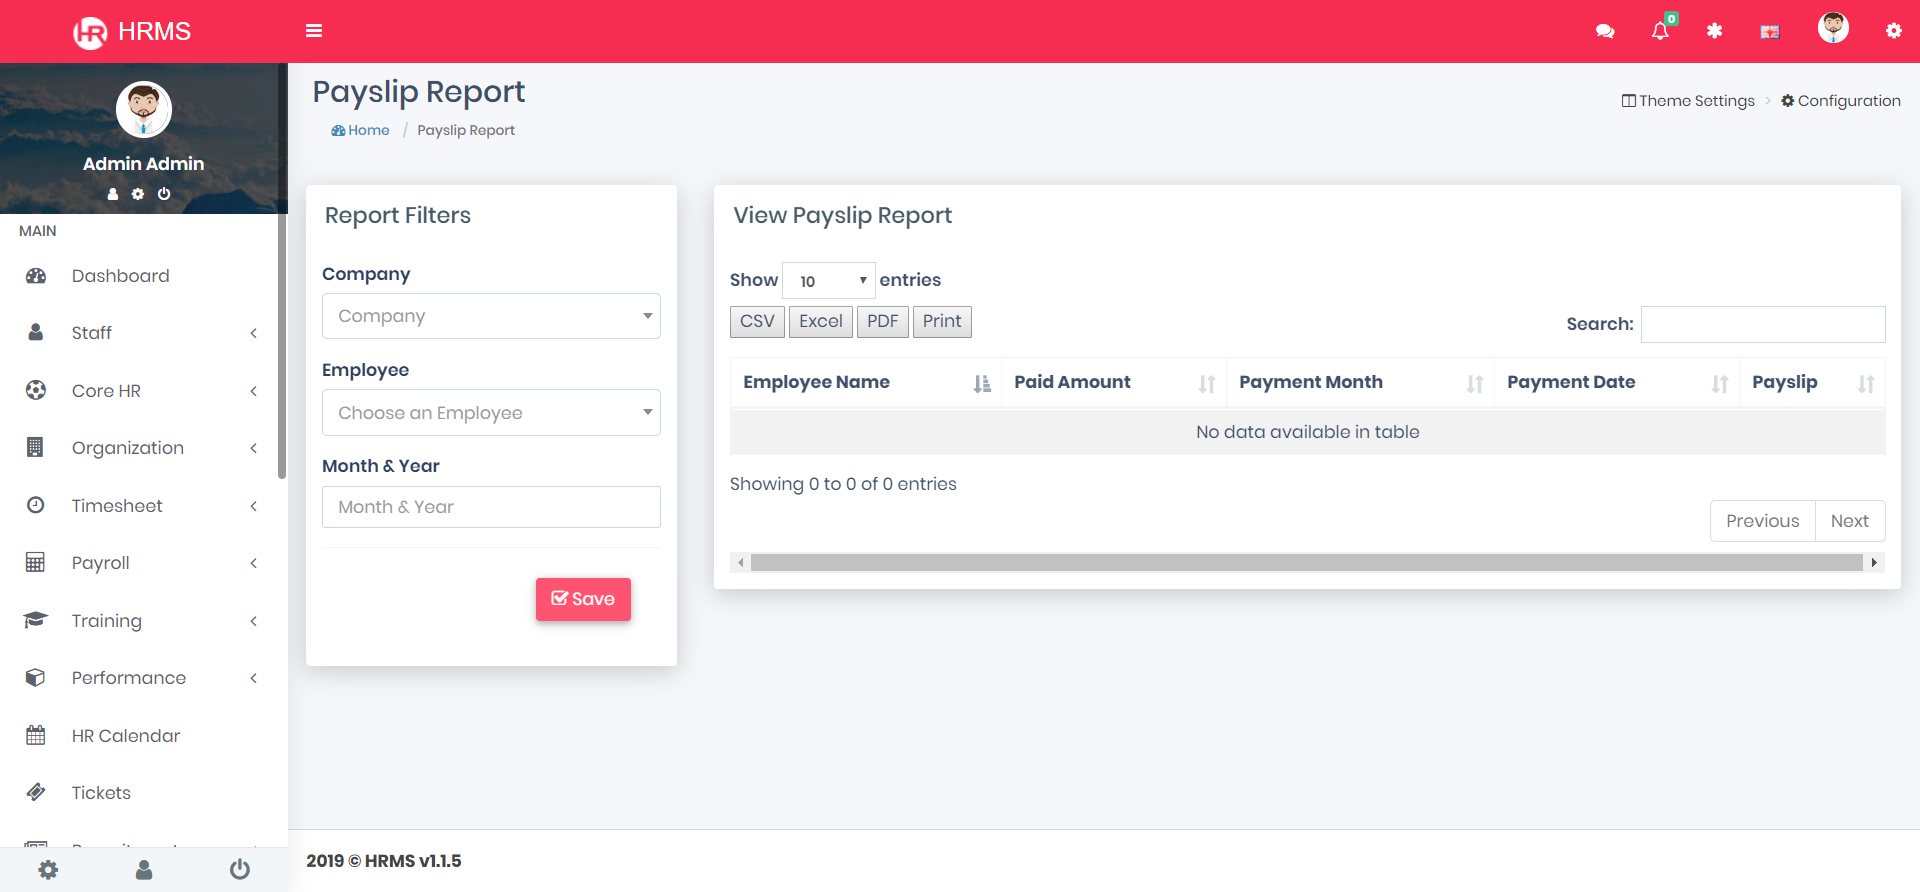 HR HRMS
0
Admin Admin
MAIN
Dashboard
Staff
Core HR
Organization
Timesheet
Payroll
Training
Performance
HR Calendar
Tickets
Payslip Report
Home / Payslip Report
Theme Settings > Configuration
Report Filters
Company
Company
Employee
Choose an Employee
Month & Year
Month & Year
Save
View Payslip Report
Show 10 entries
CSV Excel PDF Print
Search:
Employee Name Paid Amount Payment Month Payment Date Payslip
No data available in table
Showing 0 to 0 of 0 entries
Previous Next
2019 © HRMS v1.1.5